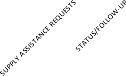 SUPPLY ASSISTANCE REQUESTS
STATUS/FOLLOW-UP